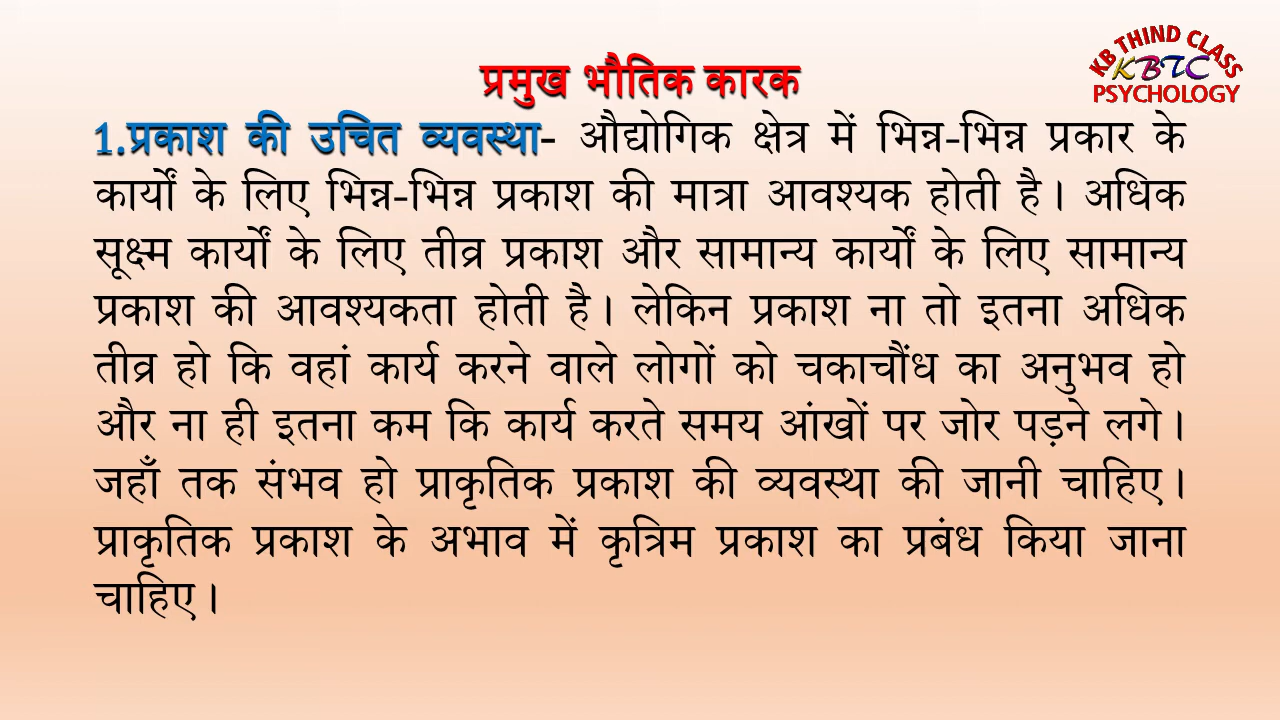 KB THIND CLASS
KBTC
PSYCHOLOGY
प्रमुख भौतिक कारक
1.प्रकाश की उचित व्यवस्था- औद्योगिक क्षेत्र में भिन्न-भिन्न प्रकार के
कार्यों के लिए भिन्न-भिन्न प्रकाश की मात्रा आवश्यक होती है। अधिक
सूक्ष्म कार्यों के लिए तीव्र प्रकाश और सामान्य कार्यों के लिए सामान्य
प्रकाश की आवश्यकता होती है। लेकिन प्रकाश ना तो इतना अधिक
तीव्र हो कि वहां कार्य करने वाले लोगों को चकाचौंध का अनुभव हो
और ना ही इतना कम कि कार्य करते समय आंखों पर जोर पड़ने लगे।
जहाँ तक संभव हो प्राकृतिक प्रकाश की व्यवस्था की जानी चाहिए।
प्राकृतिक प्रकाश के अभाव में कृत्रिम प्रकाश का प्रबंध किया जाना
चाहिए।